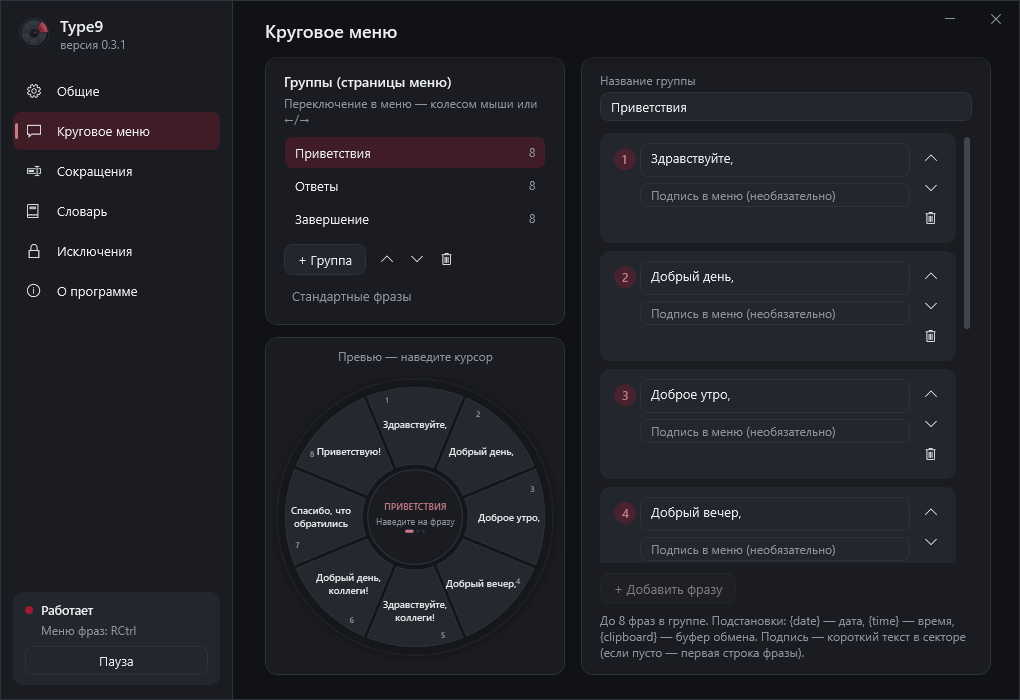 Type9
версия 0.3.1
Общие
Круговое меню
Сокращения
Словарь
Исключения
О программе
Работает
Меню фраз: RCtrl
Пауза
Круговое меню
Группы (страницы меню)
Переключение в меню — колесом мыши или
←/→
Приветствия 8
Ответы 8
Завершение 8
+ Группа
Стандартные фразы
Превью — наведите курсор
1
Здравствуйте,
2
Добрый день,
3
Доброе утро,
Добрый вечер,4
Здравствуйте,
коллеги!
5
Добрый день,
коллеги!
6
Спасибо, что
обратились
7
8 Приветствую!
ПРИВЕТСТВИЯ
Наведите на фразу
Название группы
Приветствия
1 Здравствуйте,
Подпись в меню (необязательно)
2 Добрый день,
Подпись в меню (необязательно)
3 Доброе утро,
Подпись в меню (необязательно)
4 Добрый вечер,
Подпись в меню (необязательно)
+ Добавить фразу
До 8 фраз в группе. Подстановки: {date} — дата, {time} — время,
{clipboard} — буфер обмена. Подпись — короткий текст в секторе
(если пусто — первая строка фразы).